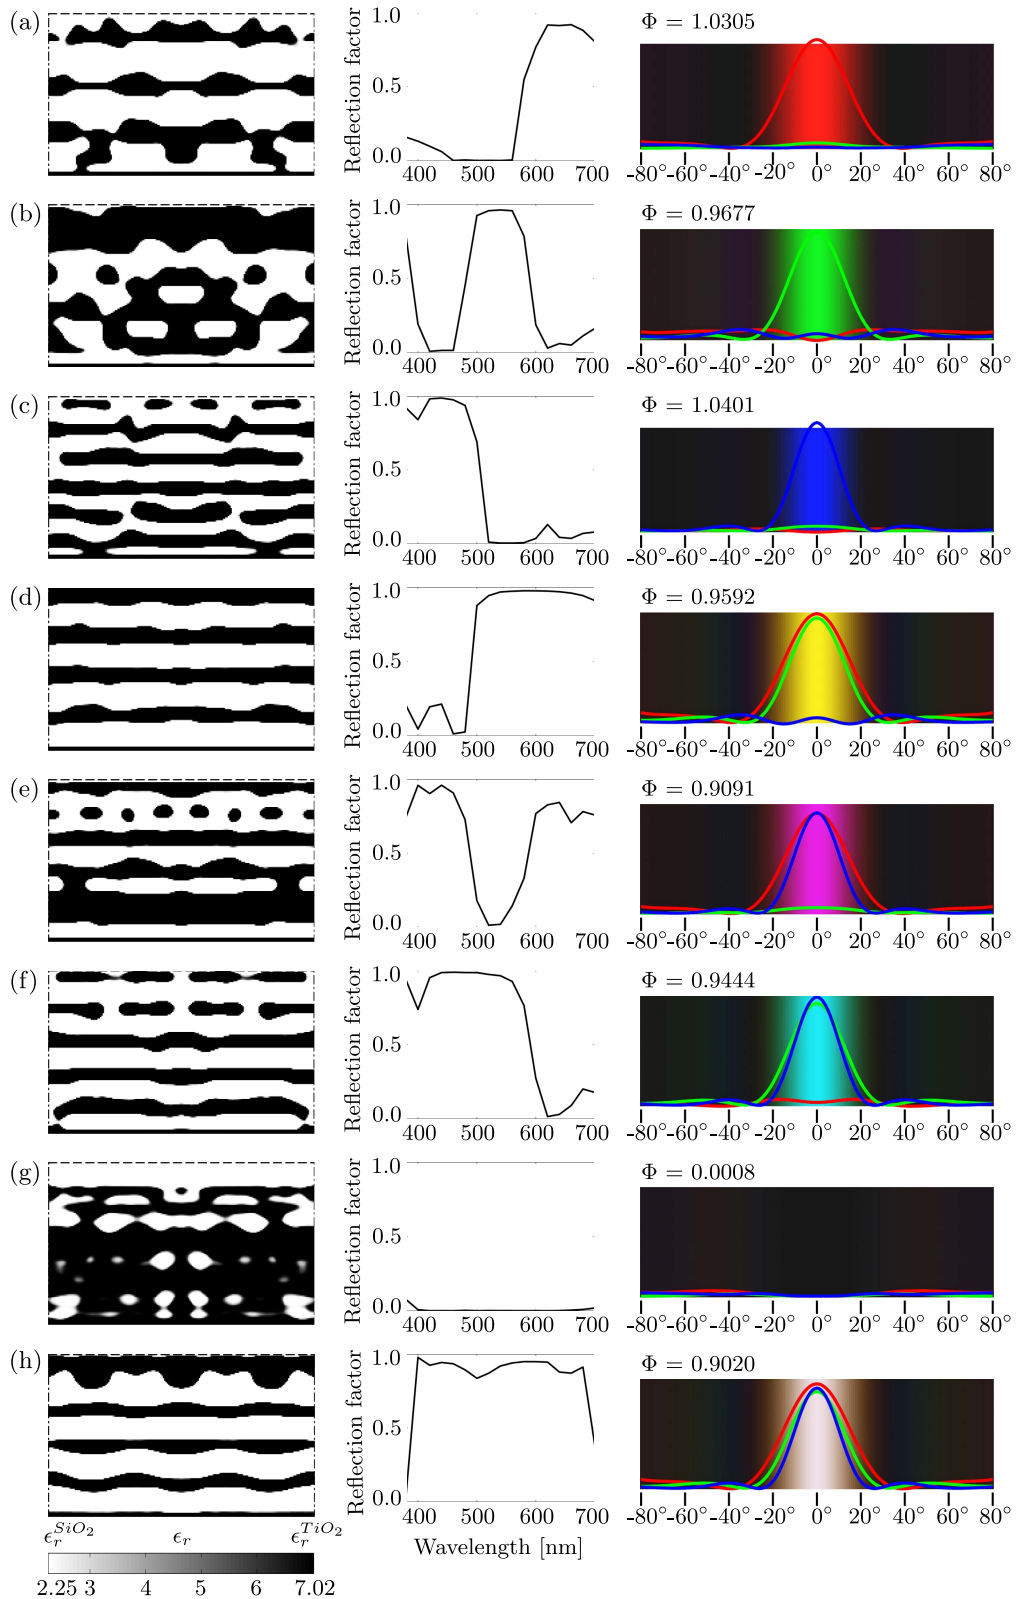 (a)
Reflection factor
1.0
0.5
0.0
400 500 600 700
Φ = 1.0305
-80° -60° -40° -20° 0° 20° 40° 60° 80°
(b)
Reflection factor
1.0
0.5
0.0
400 500 600 700
Φ = 0.9677
-80° -60° -40° -20° 0° 20° 40° 60° 80°
(c)
Reflection factor
1.0
0.5
0.0
400 500 600 700
Φ = 1.0401
-80° -60° -40° -20° 0° 20° 40° 60° 80°
(d)
Reflection factor
1.0
0.5
0.0
400 500 600 700
Φ = 0.9592
-80° -60° -40° -20° 0° 20° 40° 60° 80°
(e)
Reflection factor
1.0
0.5
0.0
400 500 600 700
Φ = 0.9091
-80° -60° -40° -20° 0° 20° 40° 60° 80°
(f)
Reflection factor
1.0
0.5
0.0
400 500 600 700
Φ = 0.9444
-80° -60° -40° -20° 0° 20° 40° 60° 80°
(g)
Reflection factor
1.0
0.5
0.0
400 500 600 700
Φ = 0.0008
-80° -60° -40° -20° 0° 20° 40° 60° 80°
(h)
Reflection factor
1.0
0.5
0.0
400 500 600 700
Wavelength [nm]
Φ = 0.9020
-80° -60° -40° -20° 0° 20° 40° 60° 80°
ϵ_r^{SiO_2} ϵ_r ϵ_r^{TiO_2}
2.25 3 4 5 6 7.02